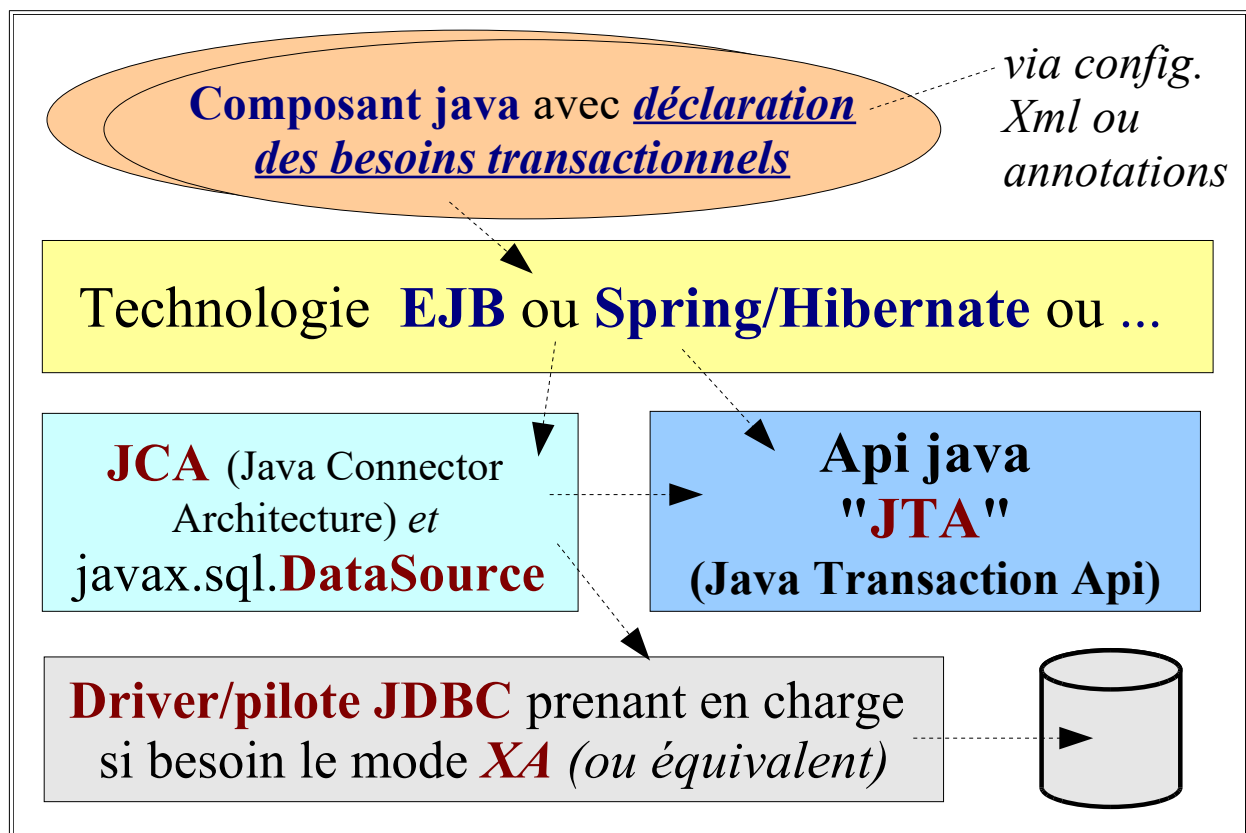 Composant java avec déclaration
des besoins transactionnels
via config.
Xml ou
annotations
Technologie EJB ou Spring/Hibernate ou ...
JCA (Java Connector
Architecture) et
javax.sql.DataSource
Api java
"JTA"
(Java Transaction Api)
Driver/pilote JDBC prenant en charge
si besoin le mode XA (ou équivalent)